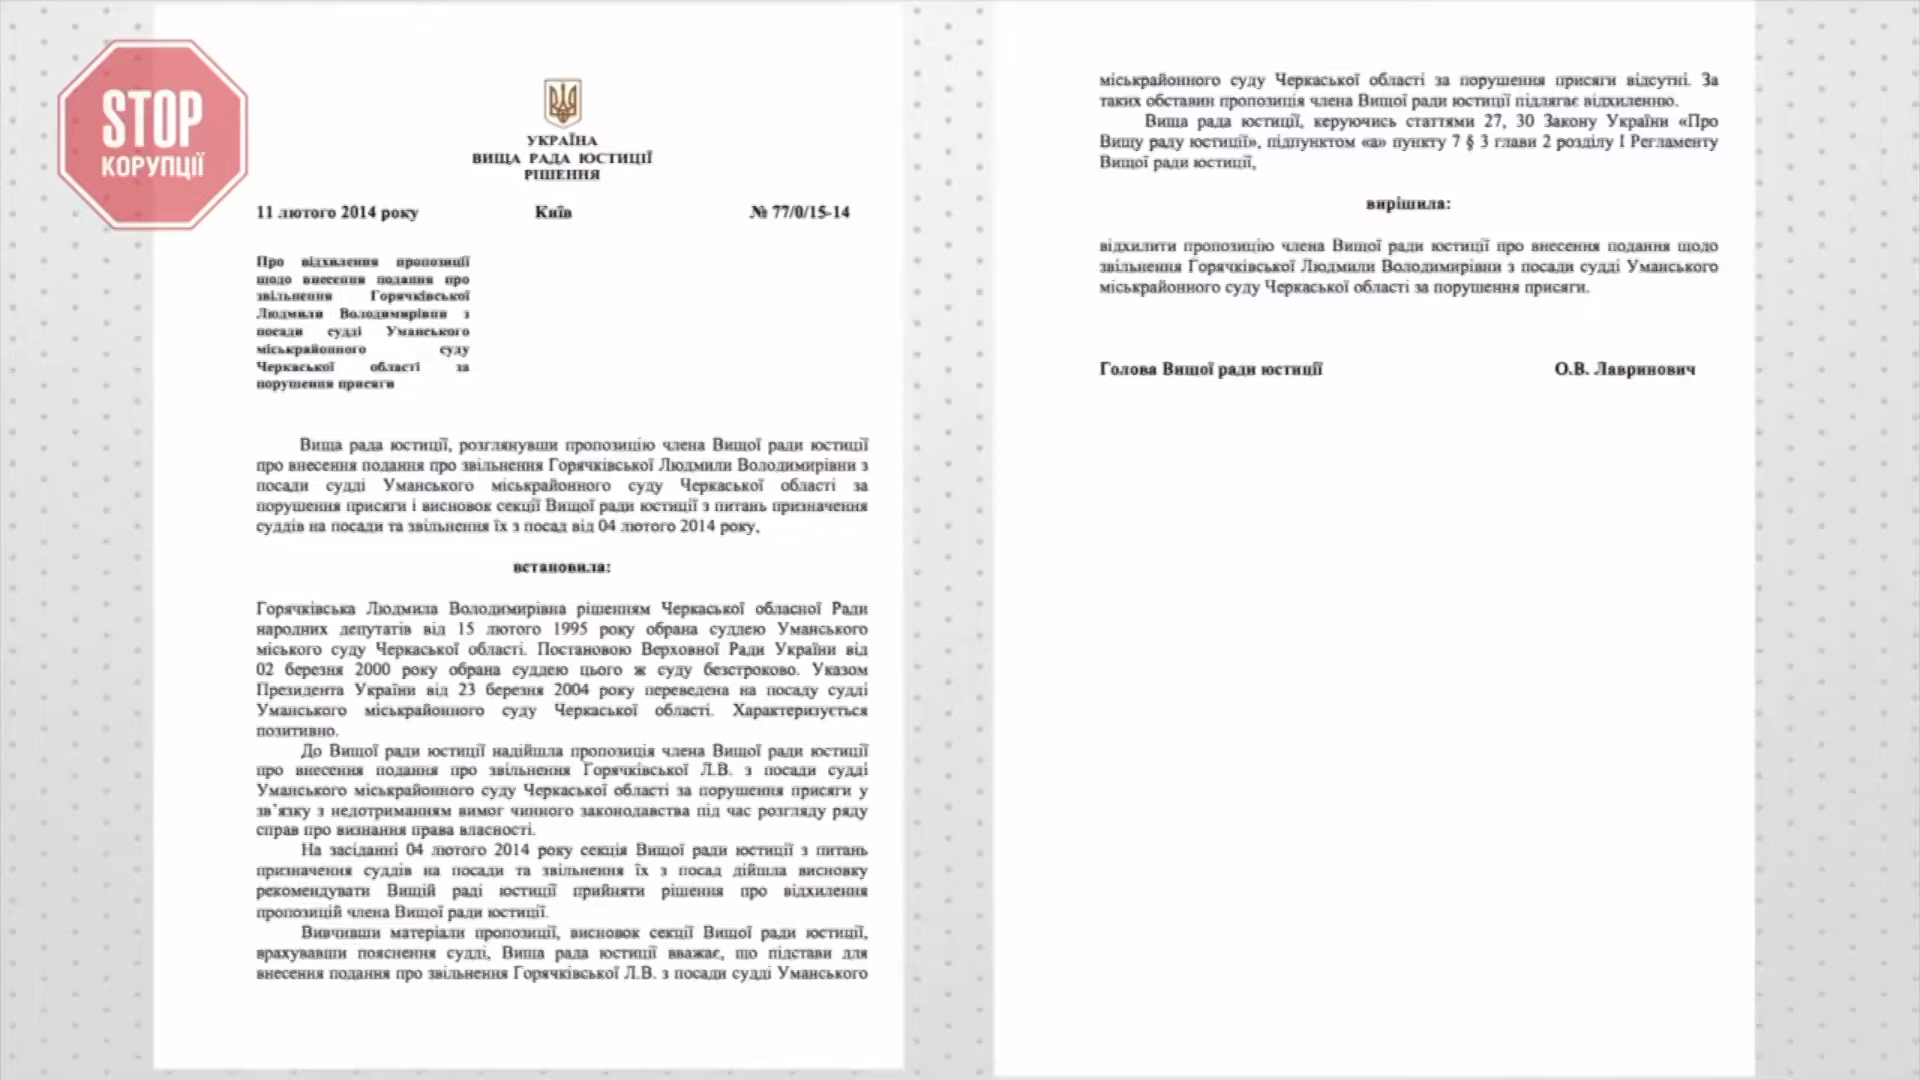 STOP
КОРУПЦІЇ
УКРАЇНА
ВИЩА РАДА ЮСТИЦІЇ
РІШЕННЯ
11 лютого 2014 року Київ № 77/0/15-14
Про відхилення пропозиції
щодо внесення подання про
звільнення Горячківської
Людмили Володимирівни з
посади судді Уманського
міськрайонного суду
Черкаської області за
порушення присяги
Вища рада юстиції, розглянувши пропозицію члена Вищої ради юстиції
про внесення подання про звільнення Горячківської Людмили Володимирівни з
посади судді Уманського міськрайонного суду Черкаської області за
порушення присяги і висновок секції Вищої ради юстиції з питань призначення
суддів на посади та звільнення їх з посад від 04 лютого 2014 року,
встановила:
Горячківська Людмила Володимирівна рішенням Черкаської обласної Ради
народних депутатів від 15 лютого 1995 року обрана суддею Уманського
міського суду Черкаської області. Постановою Верховної Ради України від
02 березня 2000 року обрана суддею цього ж суду безстроково. Указом
Президента України від 23 березня 2004 року переведена на посаду судді
Уманського міськрайонного суду Черкаської області. Характеризується
позитивно.
До Вищої ради юстиції надійшла пропозиція члена Вищої ради юстиції
про внесення подання про звільнення Горячківської Л.В. з посади судді
Уманського міськрайонного суду Черкаської області за порушення присяги у
зв’язку з недотриманням вимог чинного законодавства під час розгляду ряду
справ про визнання права власності.
На засіданні 04 лютого 2014 року секція Вищої ради юстиції з питань
призначення суддів на посади та звільнення їх з посад дійшла висновку
рекомендувати Вищій раді юстиції прийняти рішення про відхилення
пропозицій члена Вищої ради юстиції.
Вивчивши матеріали пропозиції, висновок секції Вищої ради юстиції,
врахувавши пояснення судді, Вища рада юстиції вважає, що підстави для
внесення подання про звільнення Горячківської Л.В. з посади судді Уманського
міськрайонного суду Черкаської області за порушення присяги відсутні. За
таких обставин пропозиція члена Вищої ради юстиції підлягає відхиленню.
Вища рада юстиції, керуючись статтями 27, 30 Закону України «Про
Вищу раду юстиції», підпунктом «а» пункту 7 § 3 глави 2 розділу І Регламенту
Вищої ради юстиції,
вирішила:
відхилити пропозицію члена Вищої ради юстиції про внесення подання щодо
звільнення Горячківської Людмили Володимирівни з посади судді Уманського
міськрайонного суду Черкаської області за порушення присяги.
Голова Вищої ради юстиції О.В. Лавринович